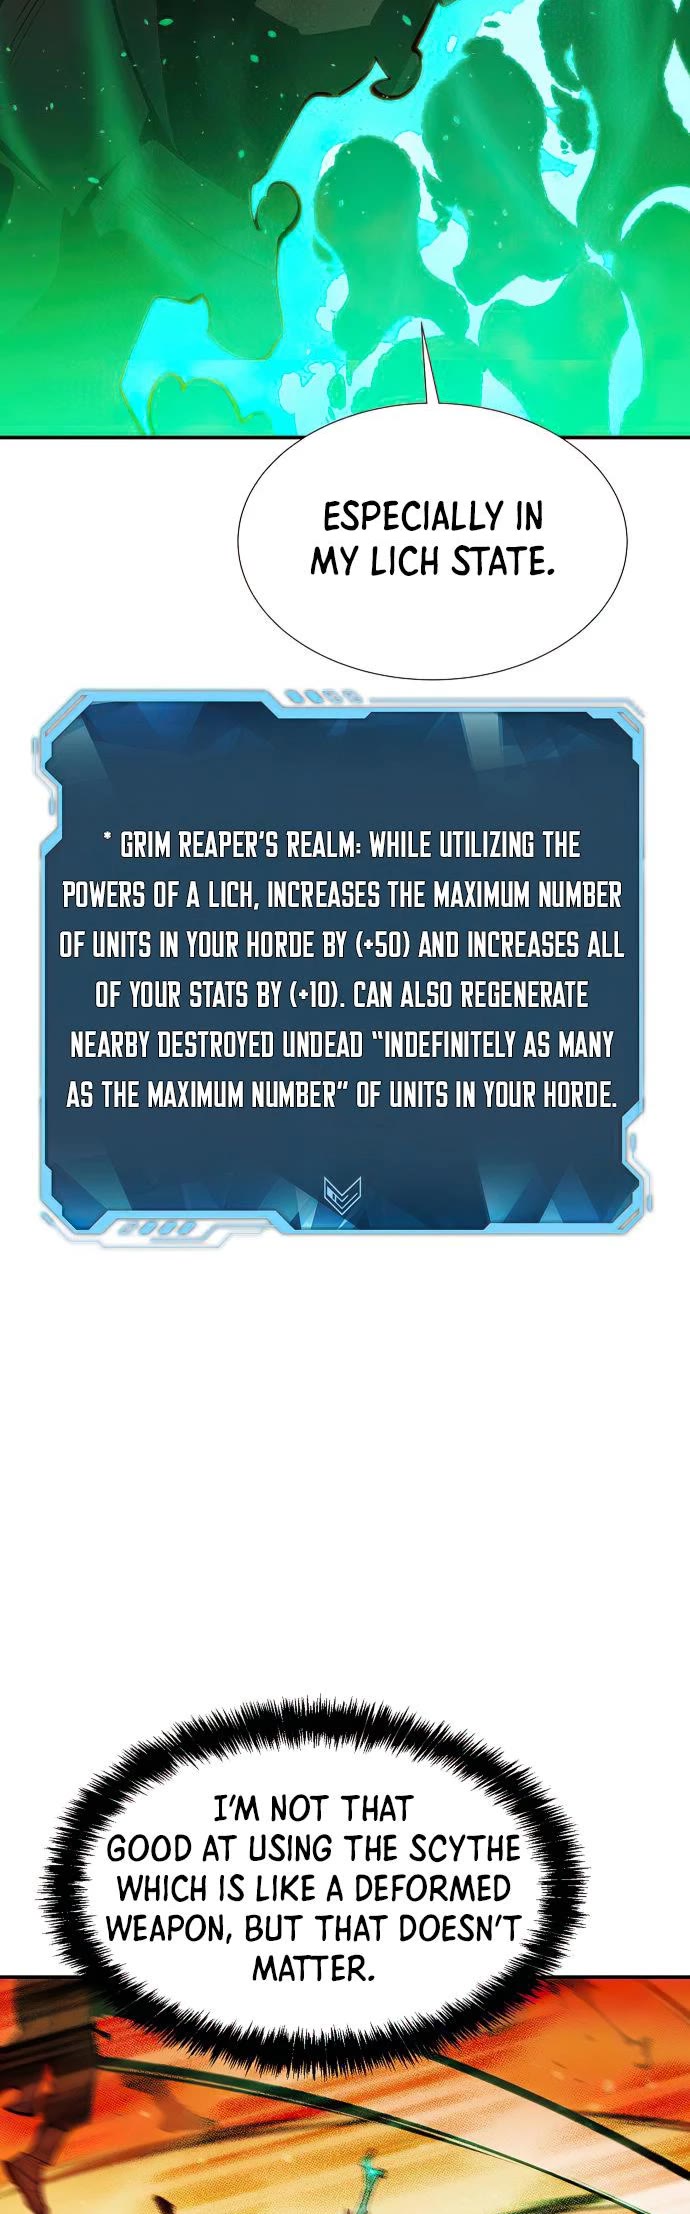 ESPECIALLY IN
MY LICH STATE.
* GRIM REAPER'S REALM: WHILE UTILIZING THE
POWERS OF A LICH, INCREASES THE MAXIMUM NUMBER
OF UNITS IN YOUR HORDE BY (+50) AND INCREASES ALL
OF YOUR STATS BY (+10). CAN ALSO REGENERATE
NEARBY DESTROYED UNDEAD “INDEFINITELY AS MANY
AS THE MAXIMUM NUMBER” OF UNITS IN YOUR HORDE.
I'M NOT THAT
GOOD AT USING THE SCYTHE
WHICH IS LIKE A DEFORMED
WEAPON, BUT THAT DOESN'T
MATTER.